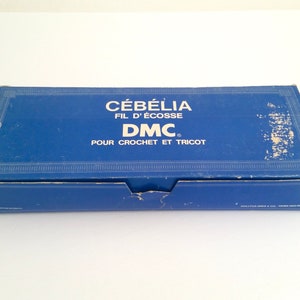 CÉBÉLIA
FIL D'ÉCOSSE
DMC®
POUR CROCHET ET TRICOT